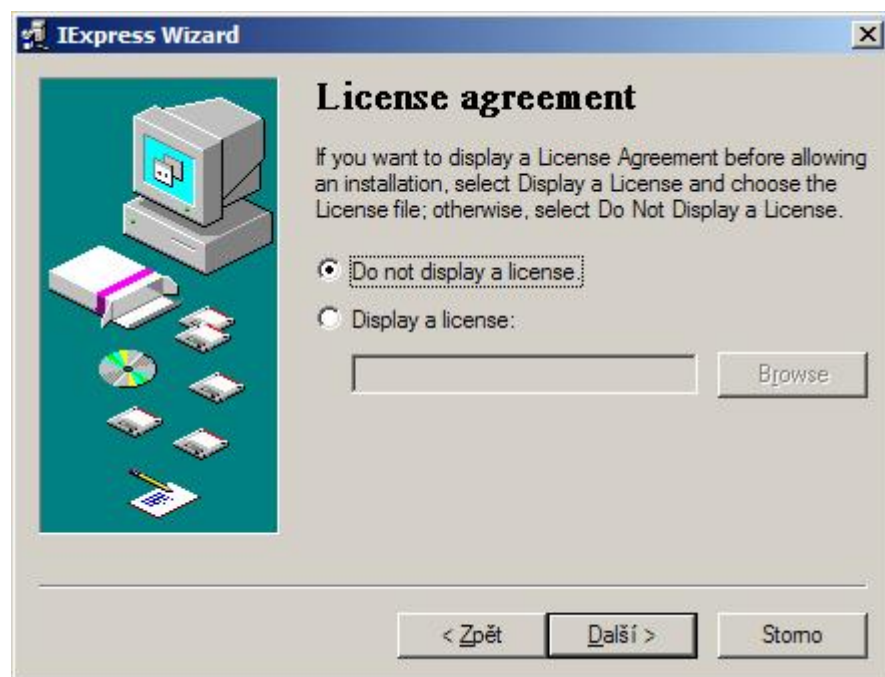 IExpress Wizard
License agreement
If you want to display a License Agreement before allowing
an installation, select Display a License and choose the
License file; otherwise, select Do Not Display a License.
Do not display a license.
Display a license:
Browse
< Zpět
Další >
Storno